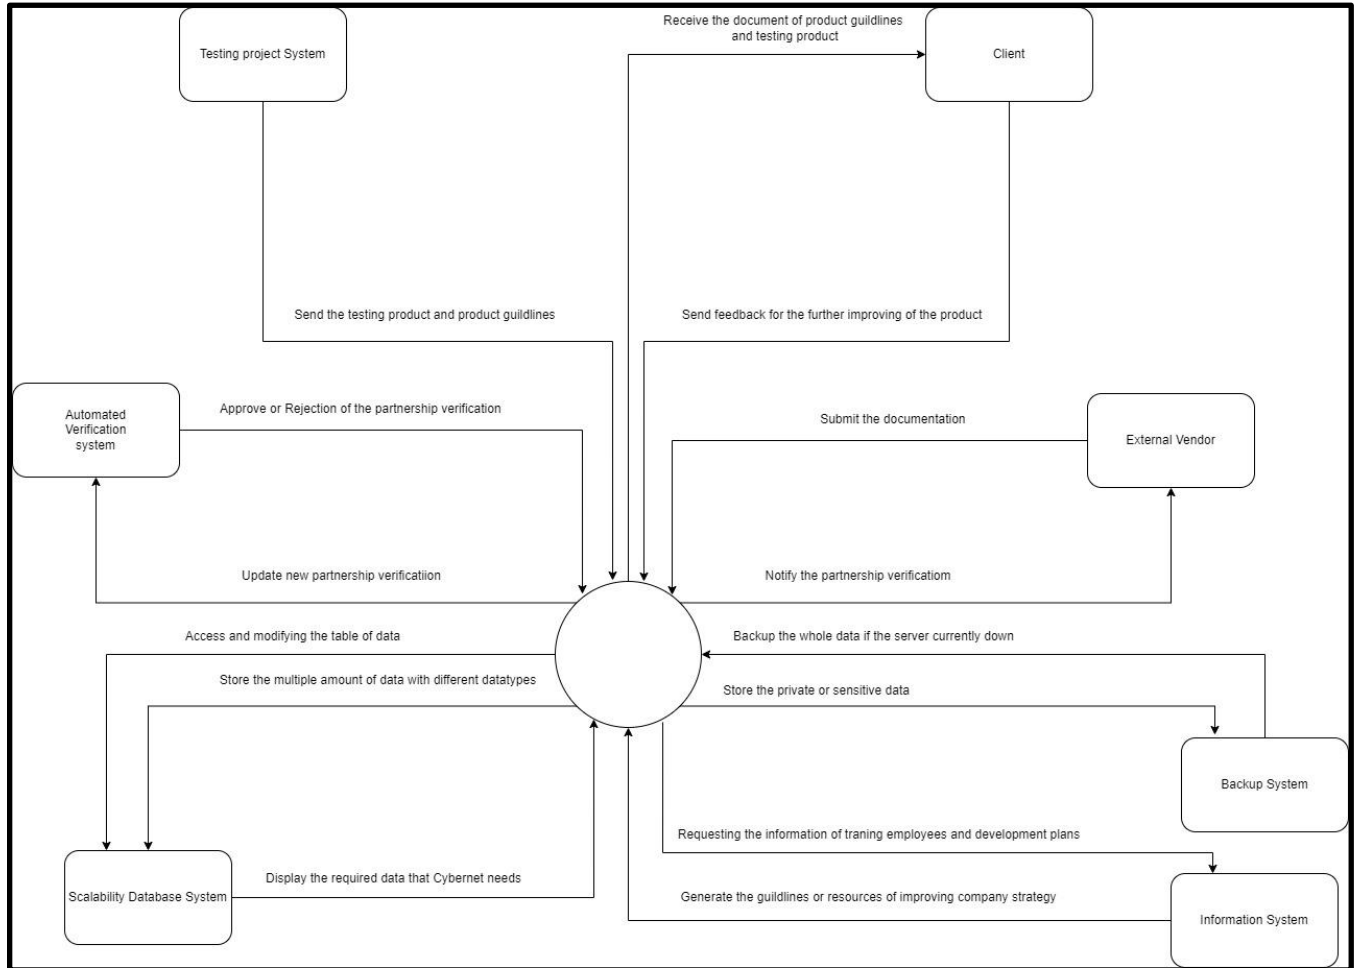 Receive the document of product guildlines
and testing product
Testing project System
Client
Send the testing product and product guildlines
Send feedback for the further improving of the product
Automated
Verification
system
Approve or Rejection of the partnership verification
Submit the documentation
External Vendor
Update new partnership verificatiion
Notify the partnership verificatiom
Access and modifying the table of data
Backup the whole data if the server currently down
Store the multiple amount of data with different datatypes
Store the private or sensitive data
Backup System
Requesting the information of traning employees and development plans
Scalability Database System
Display the required data that Cybernet needs
Generate the guildlines or resources of improving company strategy
Information System